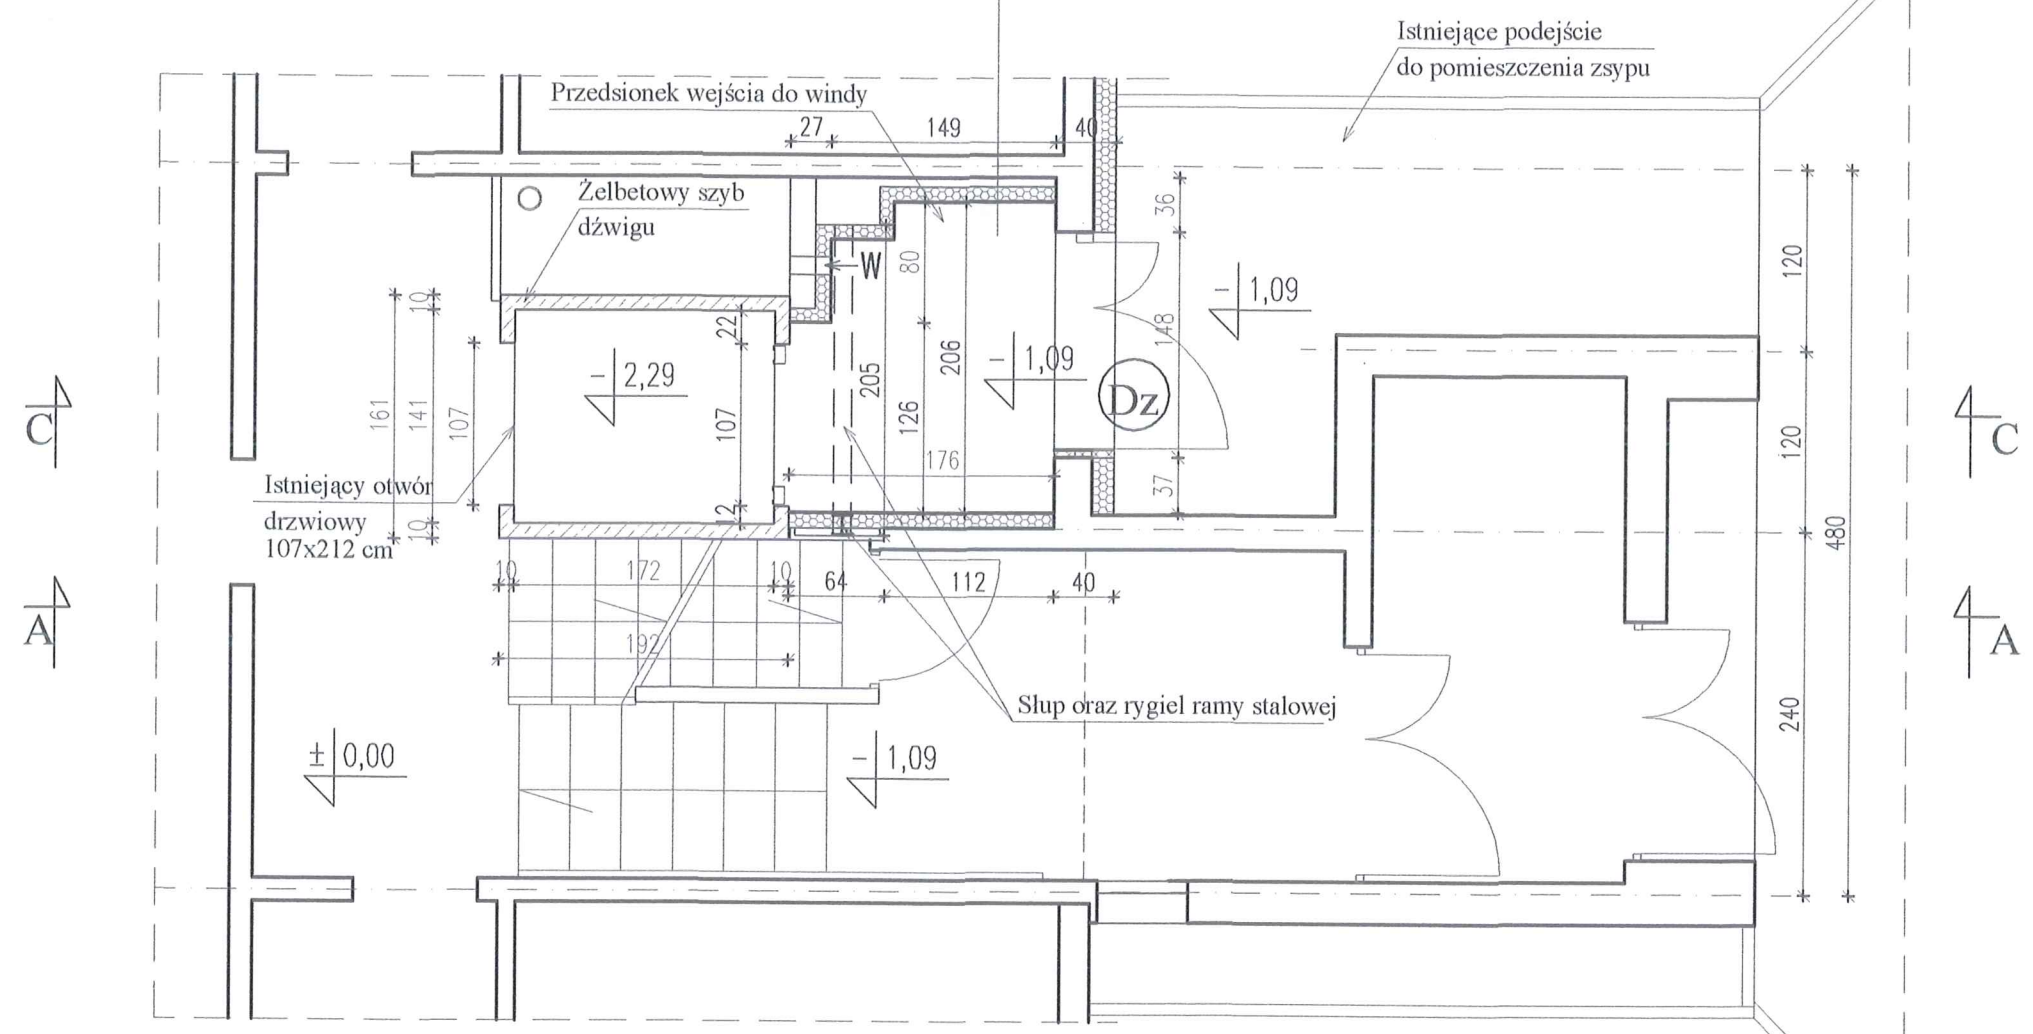 Istniejące podejście
do pomieszczenia zsypu
Przedsionek wejścia do windy
27
149
40
Żelbetowy szyb
dźwigu
36
W
80
120
- 1,09
10
22
148
- 2,29
205
206
- 1,09
Dz
161
141
107
107
126
C
C
120
176
Istniejący otwór
drzwiowy
107x212 cm
37
12
10
480
10
172
10
64
112
40
A
A
192
Słup oraz rygiel ramy stalowej
240
± 0,00
- 1,09